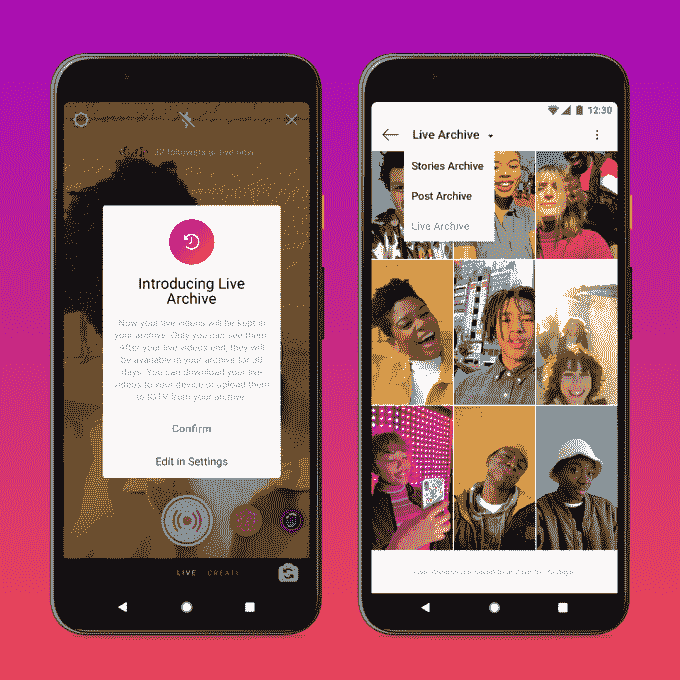 32 followers
Introducing Live
Archive
Now your live videos will be kept in
your archive. Only you can see them.
After your live videos end, they will
be available in your archive for 30
days. You can download your live
videos to your device or upload them
to IGTV from your archive.
Confirm
Edit in Settings
LIVE CREATE
12:30
Live Archive
Stories Archive
Post Archive
Live Archive